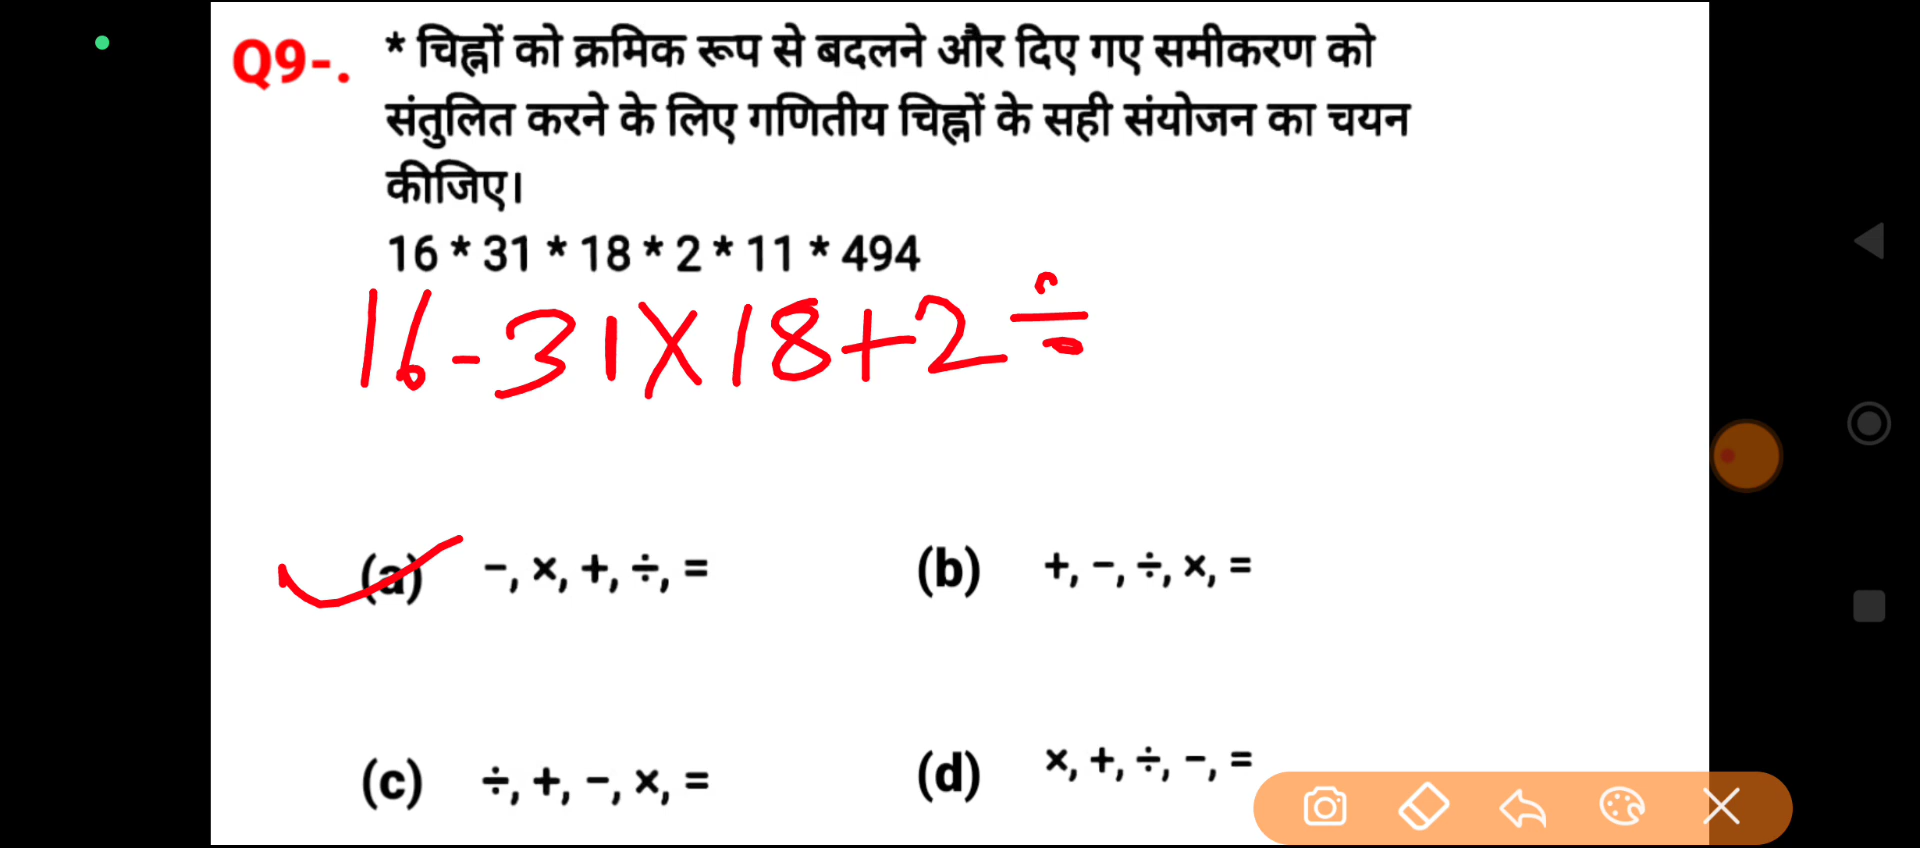 Q9-. * चिह्नों को क्रमिक रूप से बदलने और दिए गए समीकरण को
संतुलित करने के लिए गणितीय चिह्नों के सही संयोजन का चयन
कीजिए।
16 * 31 * 18 * 2 * 11 * 494
16 - 31 × 18 + 2 ÷
(a) −, ×, +, ÷, =
(b) +, −, ÷, ×, =
(c) ÷, +, −, ×, =
(d) ×, +, ÷, −, =